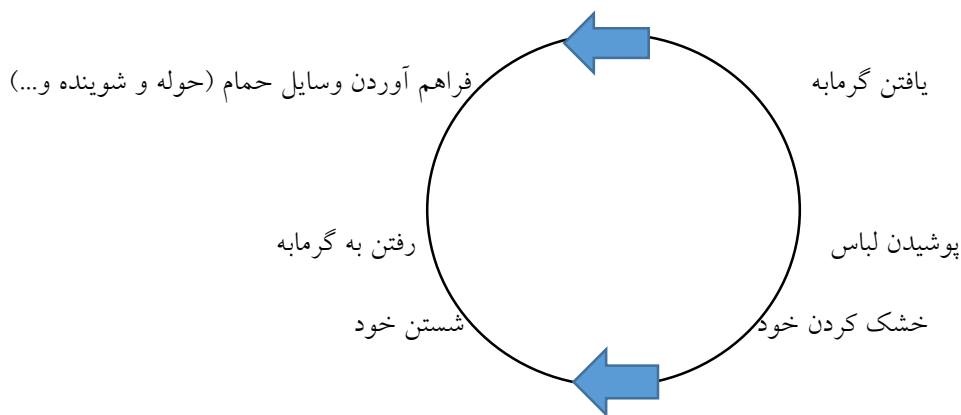 یافتن گرمابه
فراهم آوردن وسایل حمام (حوله و شوینده و...)
پوشیدن لباس
رفتن به گرمابه
خشک کردن خود
شستن خود